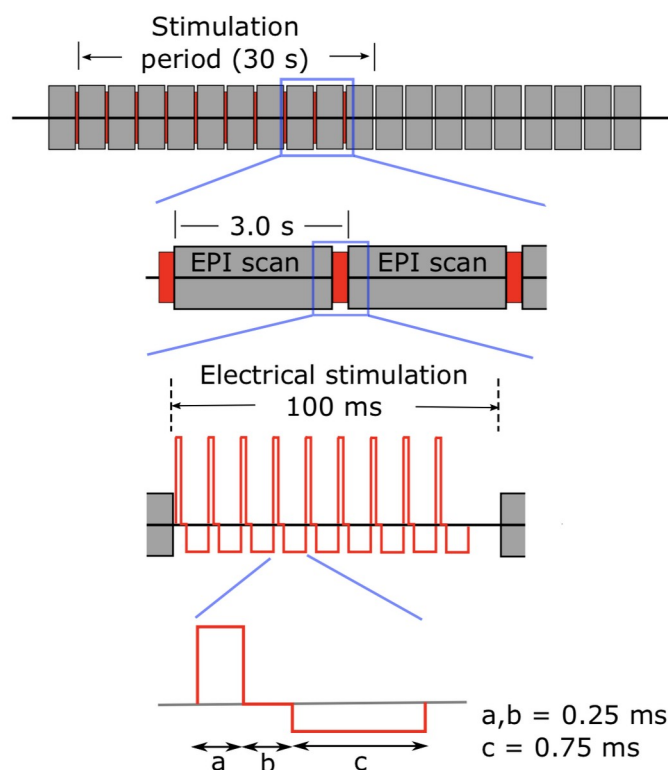 Stimulation
period (30 s)
3.0 s
EPI scan EPI scan
Electrical stimulation
100 ms
a b c
a,b = 0.25 ms
c = 0.75 ms